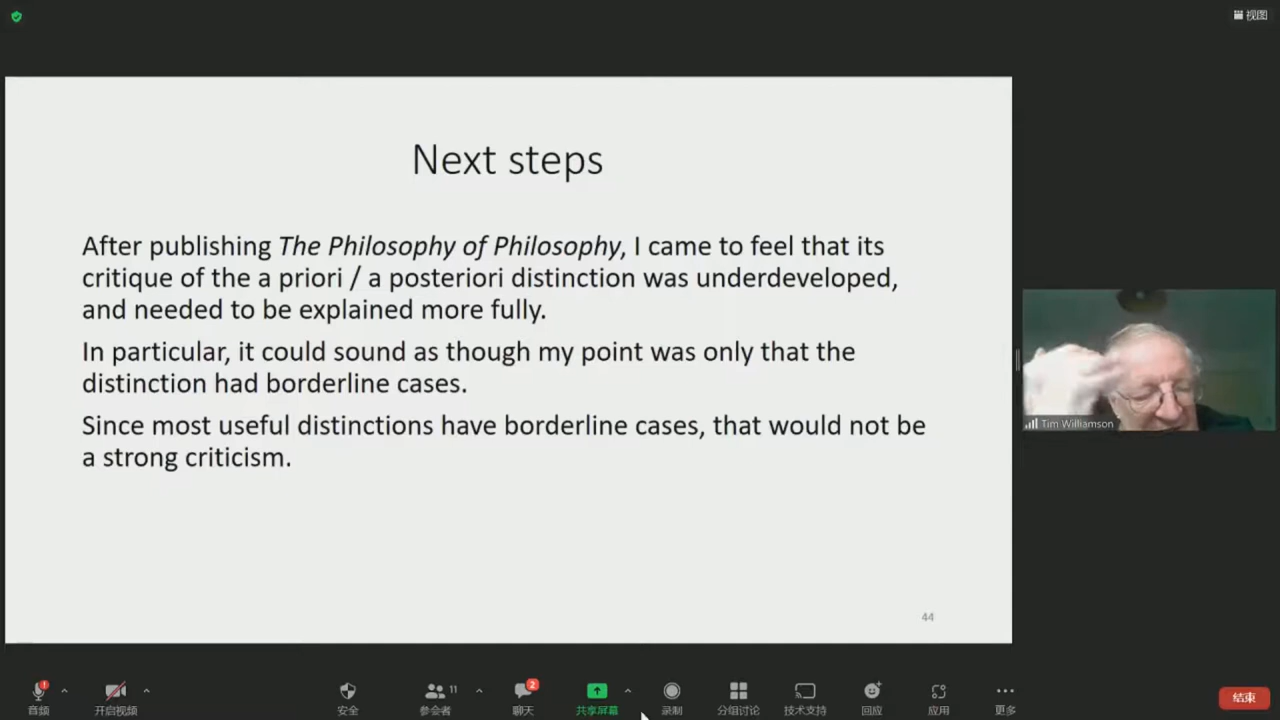 视图
Next steps
After publishing The Philosophy of Philosophy, I came to feel that its
critique of the a priori / a posteriori distinction was underdeveloped,
and needed to be explained more fully.
In particular, it could sound as though my point was only that the
distinction had borderline cases.
Since most useful distinctions have borderline cases, that would not be
a strong criticism.
44
Tim Williamson
11
2
音频
开启视频
安全
参会者
聊天
共享屏幕
录制
分组讨论
技术支持
回应
应用
更多
结束